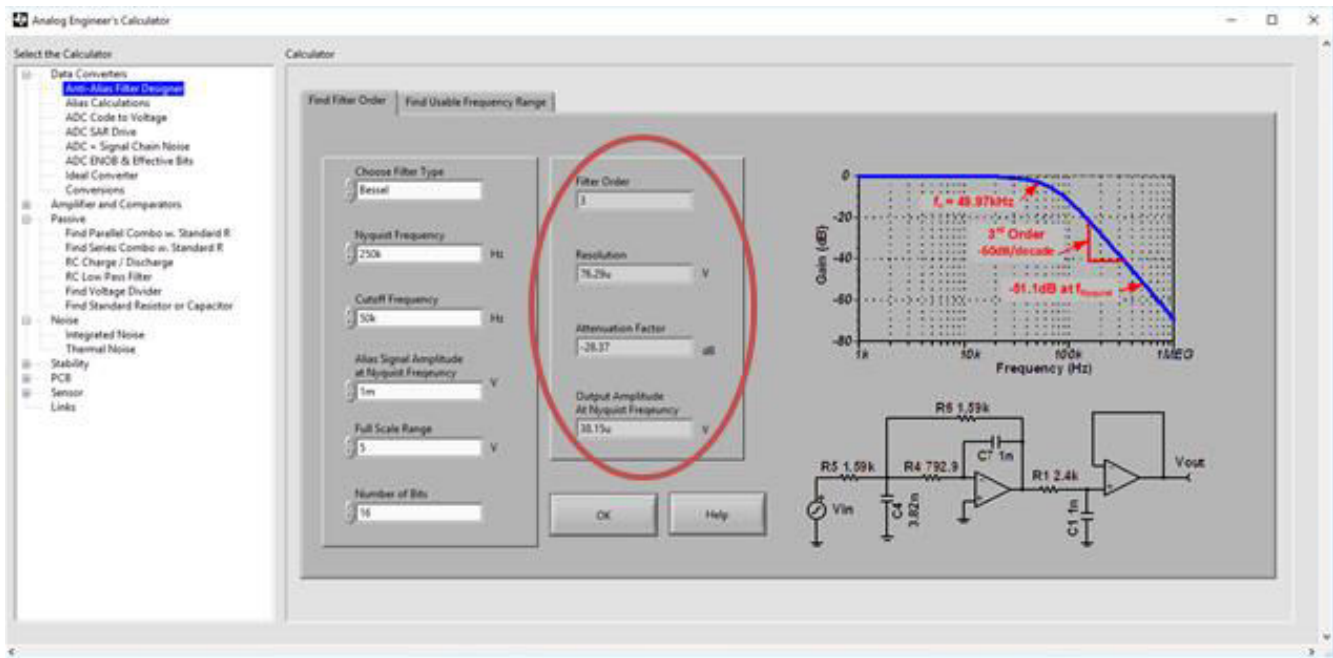 Analog Engineer's Calculator
Select the Calculator
Data Converters
Anti-Alias Filter Designer
Alias Calculations
ADC Code to Voltage
ADC SAR Drive
ADC + Signal Chain Noise
ADC ENOB & Effective Bits
Ideal Converter
Conversions
Amplifier and Comparators
Passive
Find Parallel Combo w. Standard R
Find Series Combo w. Standard R
RC Charge / Discharge
RC Low Pass Filter
Find Voltage Divider
Find Standard Resistor or Capacitor
Noise
Integrated Noise
Thermal Noise
Stability
PCB
Sensor
Links
Calculator
Find Filter Order
Find Usable Frequency Range
Choose Filter Type
Bessel
Nyquist Frequency
250k Hz
Cutoff Frequency
50k Hz
Alias Signal Amplitude
at Nyquist Freqeuncy
1m V
Full Scale Range
5 V
Number of Bits
16
Filter Order
3
Resolution
76.29u V
Attenuation Factor
-28.37 dB
Output Amplitude
At Nyquist Freqeuncy
38.15u V
OK
Help
0
-20
-40
-60
-80
Gain (dB)
1k 10k 100k 1MEG
Frequency (Hz)
3rd Order
-60dB/decade
R6 1.59k
C7 1n
R5 1.59k
R4 792.9
R1 2.4k
Vout
Vin
C4
3.82n
C1 1n